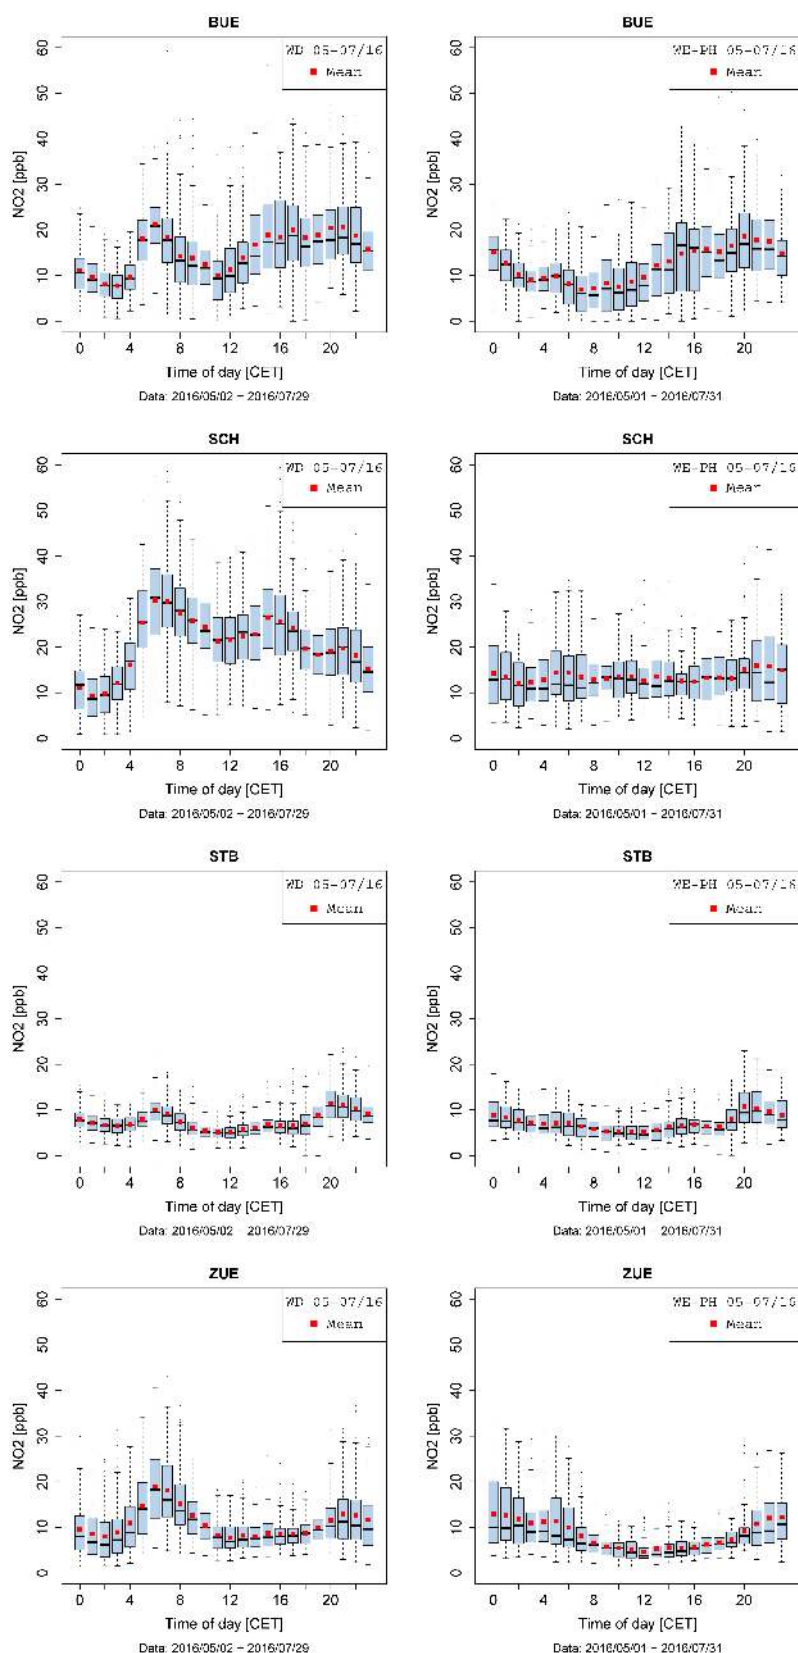 BUE
WD 05-07/16
Mean
NO2 [ppb]
60
50
40
30
20
10
0
0 4 8 12 16 20
Time of day [CET]
Data: 2016/05/02 − 2016/07/29
BUE
WE-PH 05-07/16
Mean
NO2 [ppb]
60
50
40
30
20
10
0
0 4 8 12 16 20
Time of day [CET]
Data: 2016/05/01 − 2016/07/31
SCH
WD 05-07/16
Mean
NO2 [ppb]
60
50
40
30
20
10
0
0 4 8 12 16 20
Time of day [CET]
Data: 2016/05/02 − 2016/07/29
SCH
WE-PH 05-07/16
Mean
NO2 [ppb]
60
50
40
30
20
10
0
0 4 8 12 16 20
Time of day [CET]
Data: 2016/05/01 − 2016/07/31
STB
WD 05-07/16
Mean
NO2 [ppb]
60
50
40
30
20
10
0
0 4 8 12 16 20
Time of day [CET]
Data: 2016/05/02 − 2016/07/29
STB
WE-PH 05-07/16
Mean
NO2 [ppb]
60
50
40
30
20
10
0
0 4 8 12 16 20
Time of day [CET]
Data: 2016/05/01 − 2016/07/31
ZUE
WD 05-07/16
Mean
NO2 [ppb]
60
50
40
30
20
10
0
0 4 8 12 16 20
Time of day [CET]
Data: 2016/05/02 − 2016/07/29
ZUE
WE-PH 05-07/16
Mean
NO2 [ppb]
60
50
40
30
20
10
0
0 4 8 12 16 20
Time of day [CET]
Data: 2016/05/01 − 2016/07/31